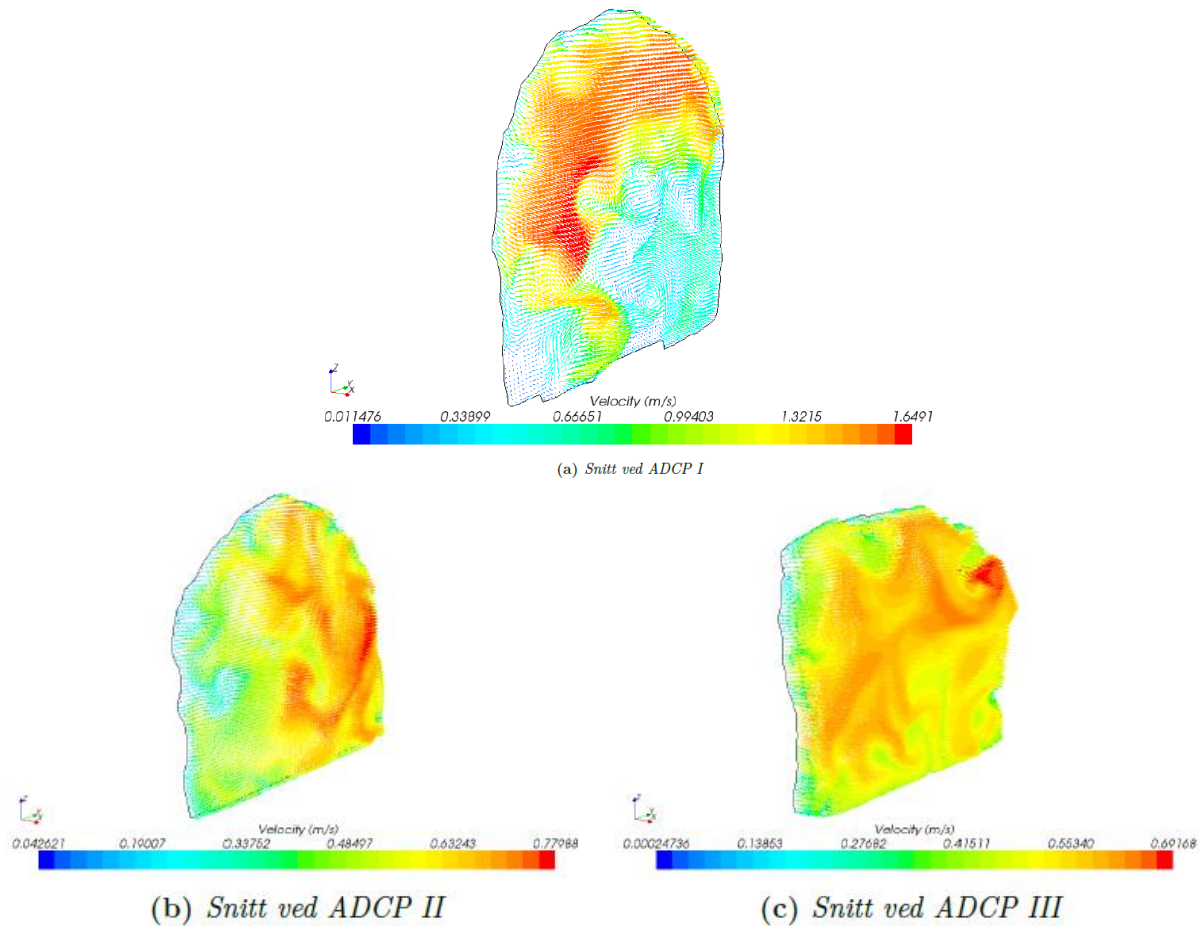 Z
Y
X
Velocity (m/s)
0.011476 0.33899 0.66651 0.99403 1.3215 1.6491
(a) Snitt ved ADCP I
Z
Y
X
Z
Y
X
Velocity (m/s)
0.042621 0.19007 0.33752 0.48497 0.63243 0.77988
Velocity (m/s)
0.00024736 0.13853 0.27682 0.41511 0.55340 0.69168
(b) Snitt ved ADCP II
(c) Snitt ved ADCP III